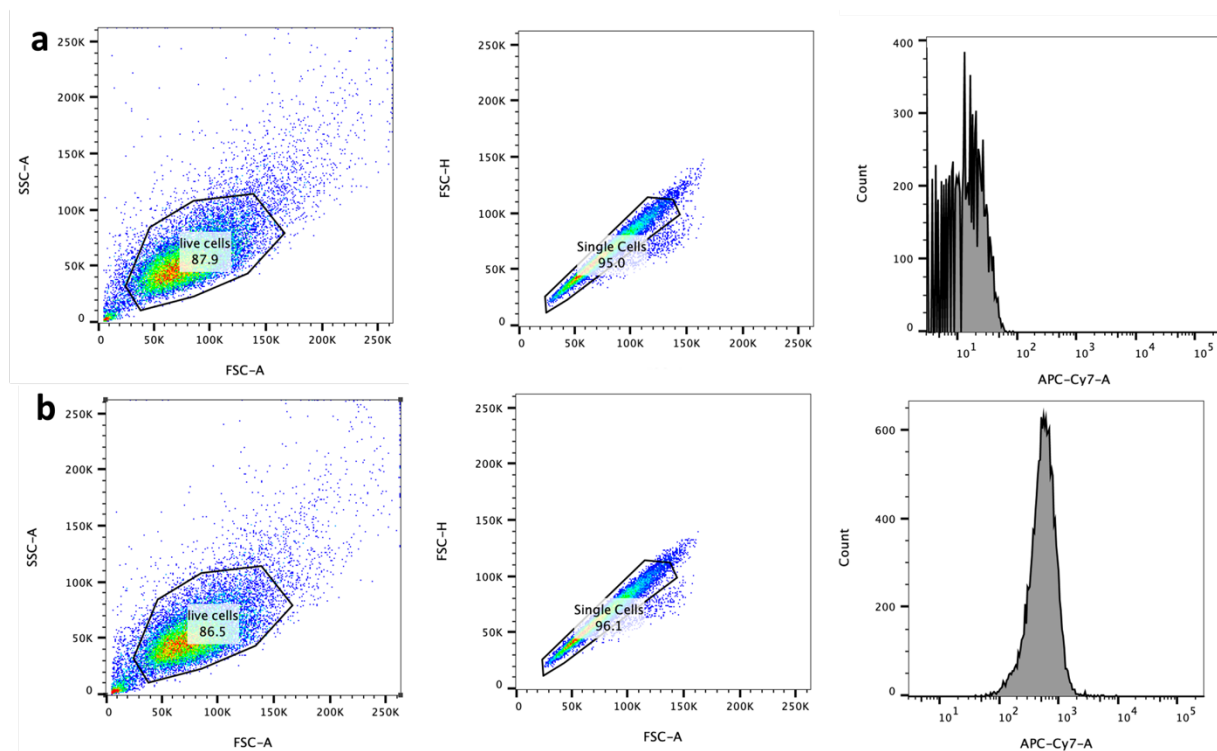 a
250K
200K
150K
100K
50K
0
SSC-A
live cells
87.9
0 50K 100K 150K 200K 250K
FSC-A
250K
200K
150K
100K
50K
0
FSC-H
Single Cells
95.0
0 50K 100K 150K 200K 250K
400
300
200
100
0
Count
10¹ 10² 10³ 10⁴ 10⁵
APC-Cy7-A
b
250K
200K
150K
100K
50K
0
SSC-A
live cells
86.5
0 50K 100K 150K 200K 250K
FSC-A
250K
200K
150K
100K
50K
0
FSC-H
Single Cells
96.1
0 50K 100K 150K 200K 250K
FSC-A
600
400
200
0
Count
10¹ 10² 10³ 10⁴ 10⁵
APC-Cy7-A